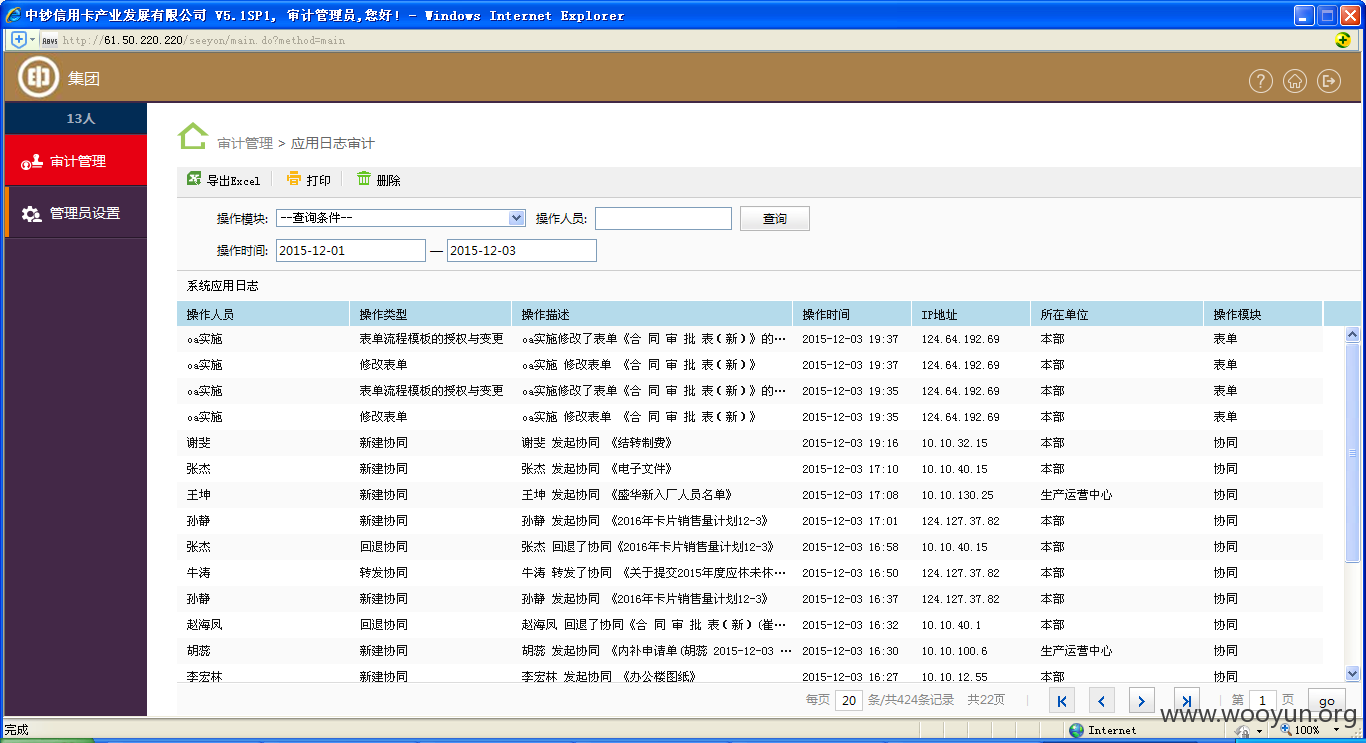 中钞信用卡产业发展有限公司 V5.1SP1, 审计管理员,您好! - Windows Internet Explorer
http://61.50.220.220/seeyon/main.do?method=main
集团
13人
审计管理
管理员设置
审计管理 > 应用日志审计
导出Excel 打印 删除
操作模块: --查询条件-- 操作人员: 查询
操作时间: 2015-12-01 — 2015-12-03
系统应用日志
操作人员 操作类型 操作描述 操作时间 IP地址 所在单位 操作模块
oa实施 表单流程模板的授权与变更 oa实施修改了表单《合 同 审 批 表(新)》的… 2015-12-03 19:37 124.64.192.69 本部 表单
oa实施 修改表单 oa实施 修改表单 《合 同 审 批 表(新)》 2015-12-03 19:37 124.64.192.69 本部 表单
oa实施 表单流程模板的授权与变更 oa实施修改了表单《合 同 审 批 表(新)》的… 2015-12-03 19:35 124.64.192.69 本部 表单
oa实施 修改表单 oa实施 修改表单 《合 同 审 批 表(新)》 2015-12-03 19:35 124.64.192.69 本部 表单
谢斐 新建协同 谢斐 发起协同 《结转制费》 2015-12-03 19:16 10.10.32.15 本部 协同
张杰 新建协同 张杰 发起协同 《电子文件》 2015-12-03 17:10 10.10.40.15 本部 协同
王坤 新建协同 王坤 发起协同 《盛华新入厂人员名单》 2015-12-03 17:08 10.10.130.25 生产运营中心 协同
孙静 新建协同 孙静 发起协同 《2016年卡片销售量计划12-3》 2015-12-03 17:01 124.127.37.82 本部 协同
张杰 回退协同 张杰 回退了协同《2016年卡片销售量计划12-3》 2015-12-03 16:58 10.10.40.15 本部 协同
牛涛 转发协同 牛涛 转发了协同 《关于提交2015年度应休未休… 2015-12-03 16:50 124.127.37.82 本部 协同
孙静 新建协同 孙静 发起协同 《2016年卡片销售量计划12-3》 2015-12-03 16:37 124.127.37.82 本部 协同
赵海凤 回退协同 赵海凤 回退了协同《合 同 审 批 表(新)(崔… 2015-12-03 16:32 10.10.40.1 本部 协同
胡蕊 新建协同 胡蕊 发起协同 《内补申请单(胡蕊 2015-12-03 … 2015-12-03 16:30 10.10.100.6 生产运营中心 协同
李宏林 新建协同 李宏林 发起协同 《办公楼图纸》 2015-12-03 16:27 10.10.12.55 本部 协同
每页 20 条/共424条记录 共22页 第 1 页 go
www.wooyun.org
完成 Internet 100%